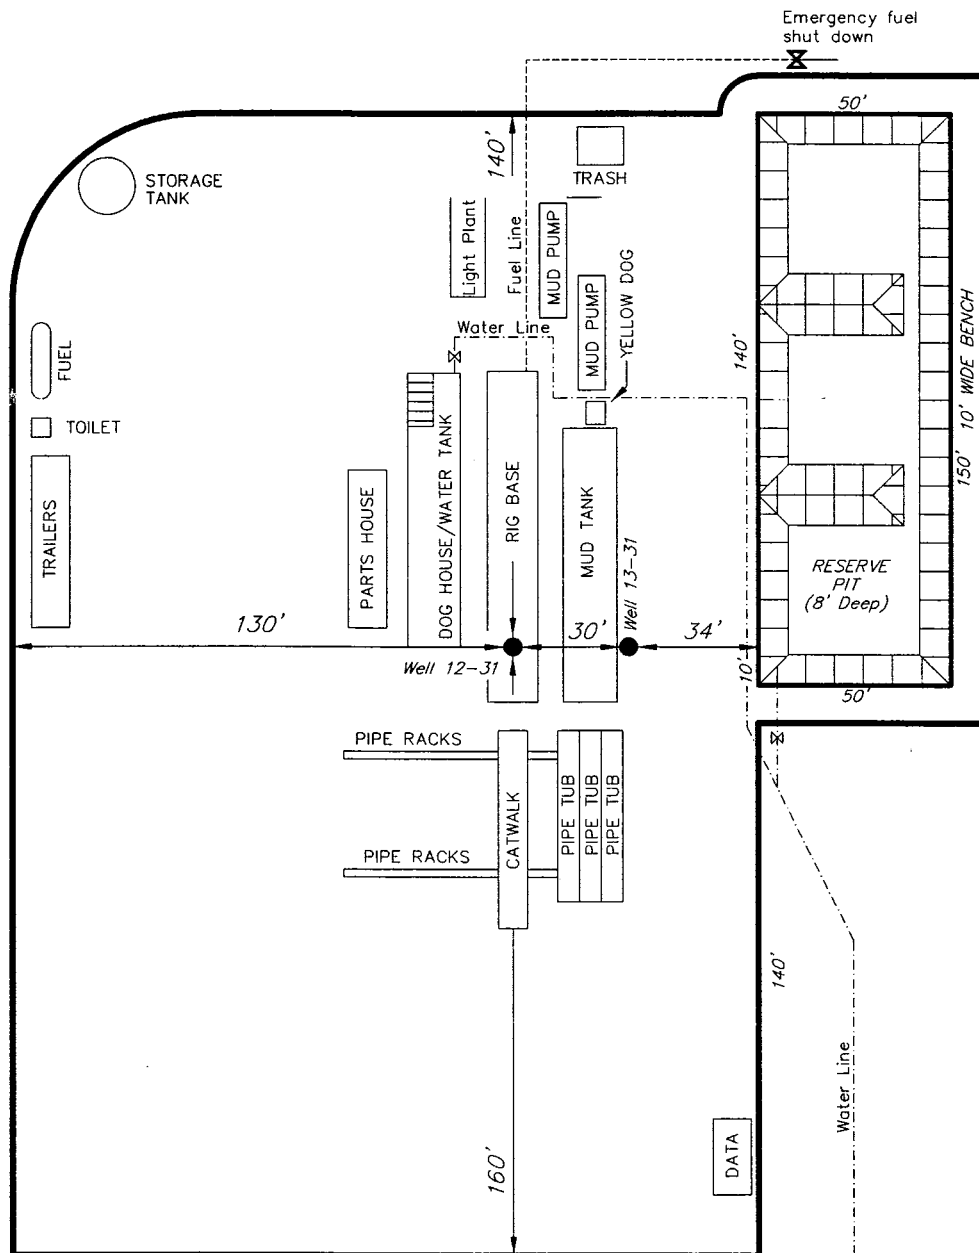 Emergency fuel
shut down
50'
140'
TRASH
STORAGE
TANK
Light Plant
Fuel Line
MUD PUMP
MUD PUMP
YELLOW DOG
Water Line
FUEL
TOILET
TRAILERS
PARTS HOUSE
DOG HOUSE/WATER TANK
RIG BASE
MUD TANK
Well 13-31
140'
150'
10' WIDE BENCH
RESERVE
PIT
(8' Deep)
130'
30'
34'
Well 12-31
10'
50'
PIPE RACKS
CATWALK
PIPE TUB
PIPE TUB
PIPE TUB
PIPE RACKS
140'
Water Line
160'
DATA